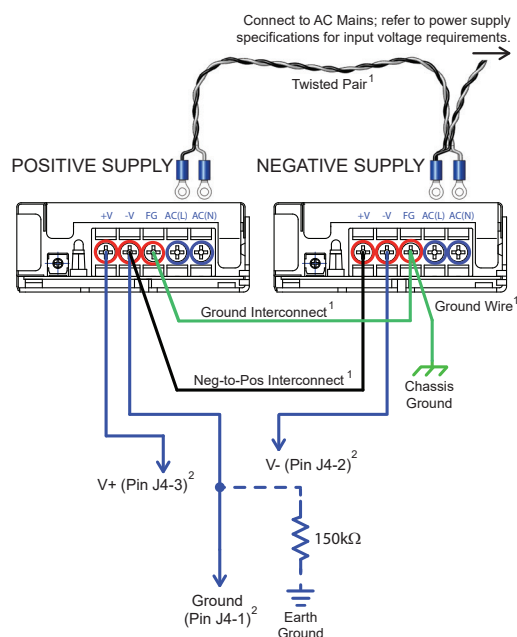 Connect to AC Mains; refer to power supply
specifications for input voltage requirements.
Twisted Pair¹
POSITIVE SUPPLY
NEGATIVE SUPPLY
+V -V FG AC(L) AC(N)
+V -V FG AC(L) AC(N)
Ground Interconnect¹
Ground Wire¹
Neg-to-Pos Interconnect¹
Chassis
Ground
V- (Pin J4-2)²
V+ (Pin J4-3)²
150kΩ
Ground
(Pin J4-1)²
Earth
Ground